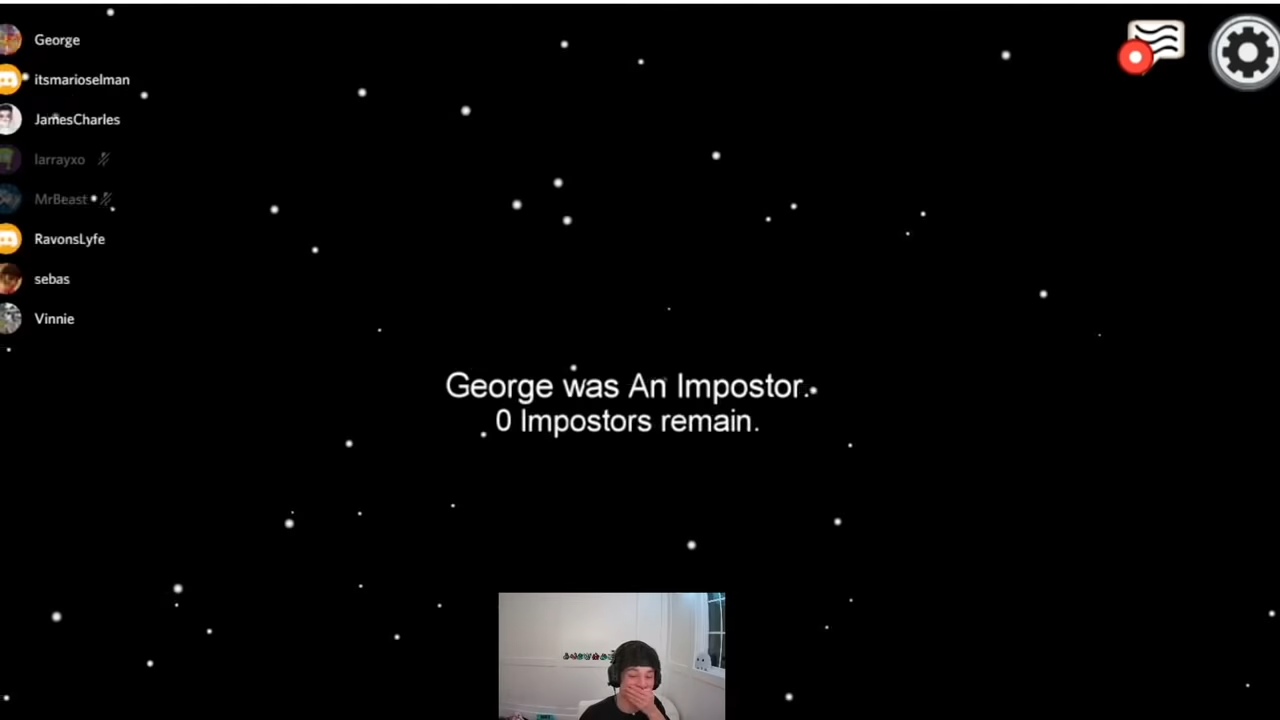 George
itsmarioselman
JamesCharles
larrayxo
MrBeast
RavonsLyfe
sebas
Vinnie
George was An Impostor.
0 Impostors remain.